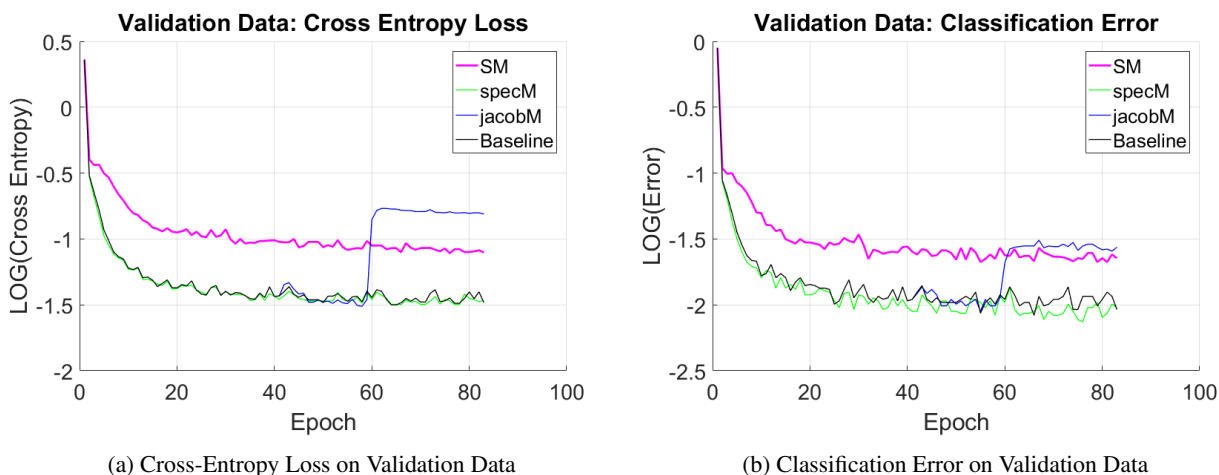 Validation Data: Cross Entropy Loss
0.5
0
-0.5
-1
-1.5
-2
LOG(Cross Entropy)
0
20
40
60
80
100
Epoch
SM
specM
jacobM
Baseline
(a) Cross-Entropy Loss on Validation Data
Validation Data: Classification Error
0
-0.5
-1
-1.5
-2
-2.5
LOG(Error)
0
20
40
60
80
100
Epoch
SM
specM
jacobM
Baseline
(b) Classification Error on Validation Data